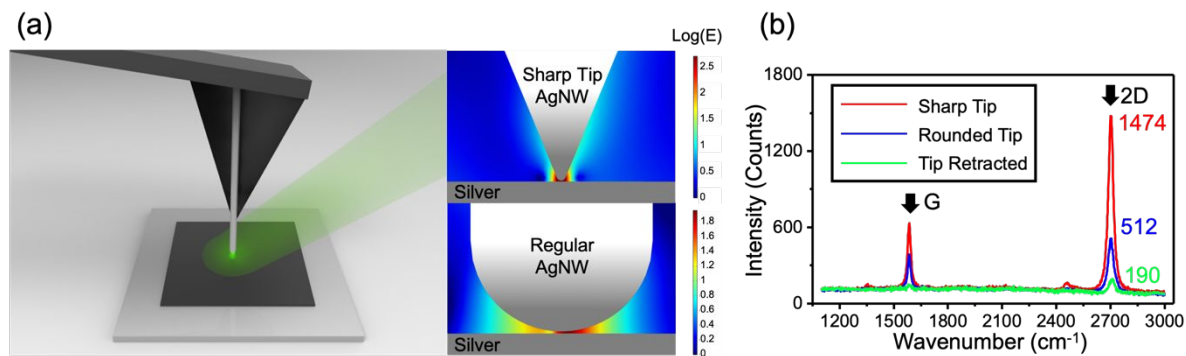 (a)
Log(E)
Sharp Tip
AgNW
Silver
2.5
2
1.5
1
0.5
0
Regular
AgNW
Silver
1.8
1.6
1.4
1.2
1.0
0.8
0.6
0.4
0.2
0
(b)
Intensity (Counts)
1800
1200
600
0
Sharp Tip
Rounded Tip
Tip Retracted
G
2D
1474
512
190
1200 1500 1800 2100 2400 2700 3000
Wavenumber (cm⁻¹)